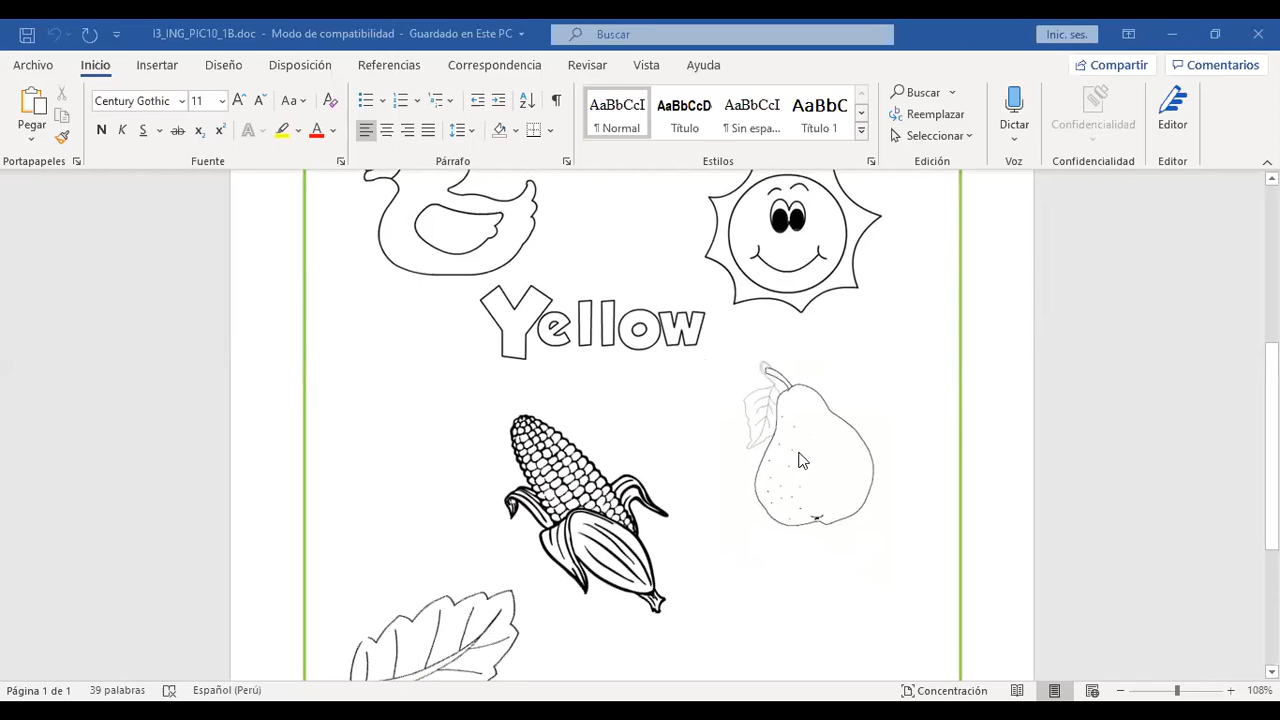 I3_ING_PIC10_1B.doc - Modo de compatibilidad - Guardado en Este PC
Buscar
Inic. ses.
Archivo Inicio Insertar Diseño Disposición Referencias Correspondencia Revisar Vista Ayuda
Compartir Comentarios
Pegar
Century Gothic 11
N K S ab x₂ x²
AaBbCcI AaBbCcD AaBbCcI AaBbC
¶ Normal Título ¶ Sin espa... Título 1
Buscar
Reemplazar
Seleccionar
Dictar
Confidencialidad
Editor
Portapapeles Fuente Párrafo Estilos Edición Voz Confidencialidad Editor
Yellow
Página 1 de 1 39 palabras Español (Perú) Concentración 108%